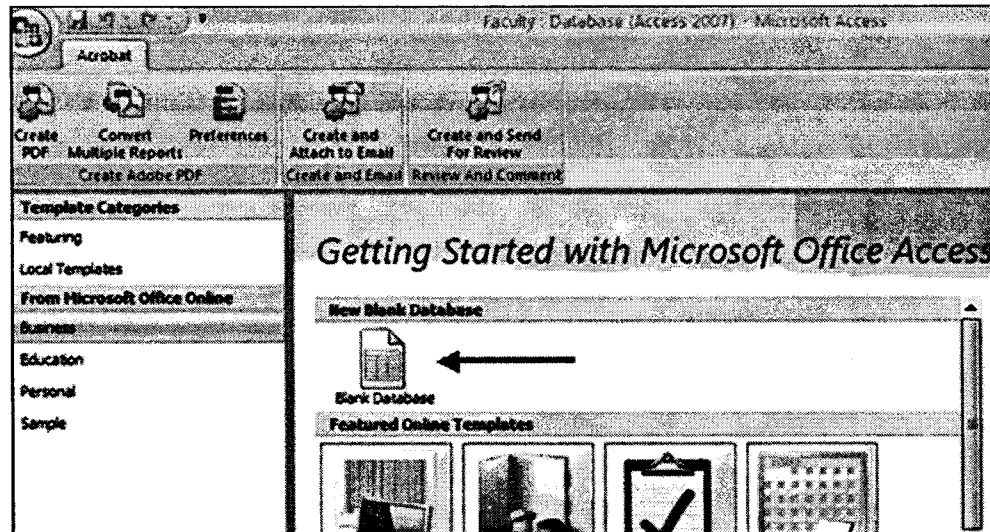 Faculty : Database (Access 2007) - Microsoft Access
Acrobat
Create PDF
Convert Multiple Reports
Preferences
Create and Attach to Email
Create and Send For Review
Create Adobe PDF
Create and Email
Review And Comment
Template Categories
Featuring
Local Templates
From Microsoft Office Online
Business
Education
Personal
Sample
Getting Started with Microsoft Office Access
New Blank Database
Blank Database
Featured Online Templates